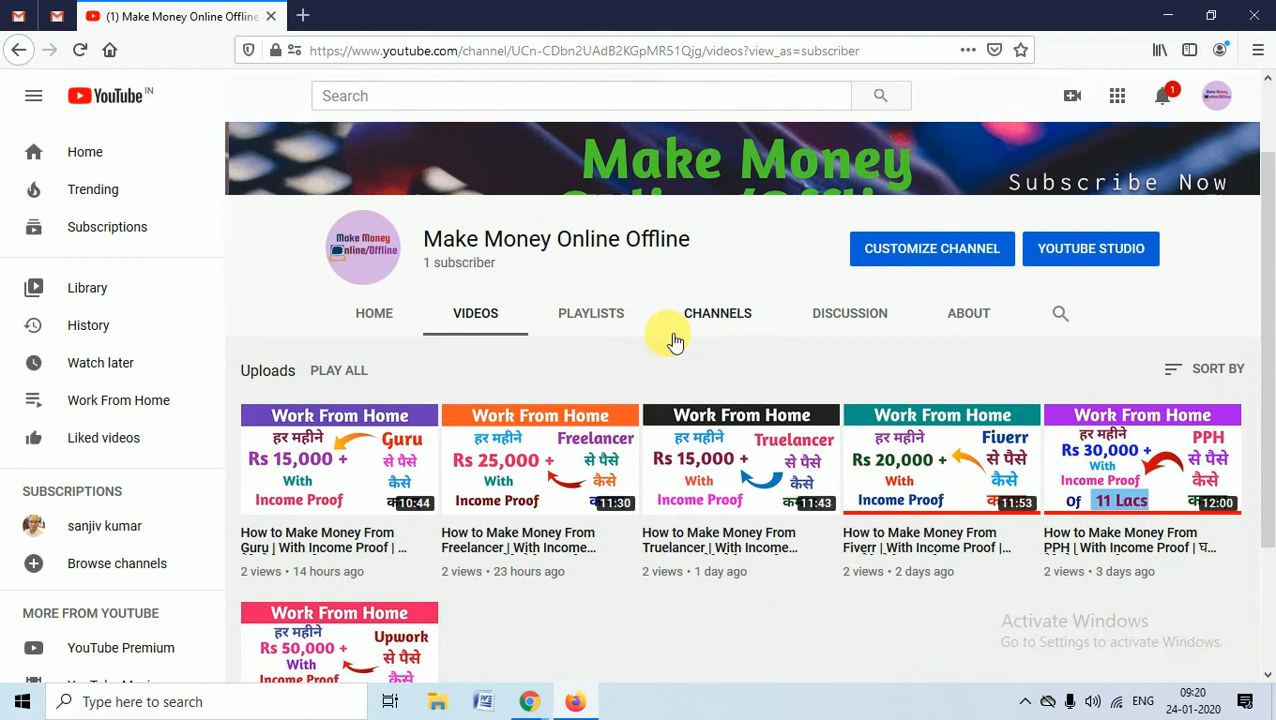 (1) Make Money Online Offline
https://www.youtube.com/channel/UCn-CDbn2UAdB2KGpMR51Qjg/videos?view_as=subscriber
YouTube IN
Search
1
Home
Trending
Subscriptions
Library
History
Watch later
Work From Home
Liked videos
SUBSCRIPTIONS
sanjiv kumar
Browse channels
MORE FROM YOUTUBE
YouTube Premium
Make Money
Subscribe Now
Make Money
Online/Offline
Make Money Online Offline
1 subscriber
CUSTOMIZE CHANNEL
YOUTUBE STUDIO
HOME
VIDEOS
PLAYLISTS
CHANNELS
DISCUSSION
ABOUT
Uploads
PLAY ALL
SORT BY
Work From Home
हर महीने
Guru
Rs 15,000 +
से पैसे
With
कैसे
Income Proof
10:44
How to Make Money From
Guru | With Income Proof | ...
2 views • 14 hours ago
Work From Home
हर महीने
Freelancer
Rs 25,000 +
से पैसे
With
कैसे
Income Proof
11:30
How to Make Money From
Freelancer | With Income...
2 views • 23 hours ago
Work From Home
हर महीने
Truelancer
Rs 15,000 +
से पैसे
With
कैसे
Income Proof
11:43
How to Make Money From
Truelancer | With Income...
2 views • 1 day ago
Work From Home
हर महीने
Fiverr
Rs 20,000 +
से पैसे
With
कैसे
Income Proof
11:53
How to Make Money From
Fiverr | With Income Proof |...
2 views • 2 days ago
Work From Home
हर महीने
PPH
Rs 30,000 +
से पैसे
With
Income Proof
कैसे
Of 11 Lacs
12:00
How to Make Money From
PPH | With Income Proof | घ...
2 views • 3 days ago
Work From Home
हर महीने
Upwork
Rs 50,000 +
से पैसे
With
कैसे
Activate Windows
Go to Settings to activate Windows.
Type here to search
ENG
09:20
24-01-2020